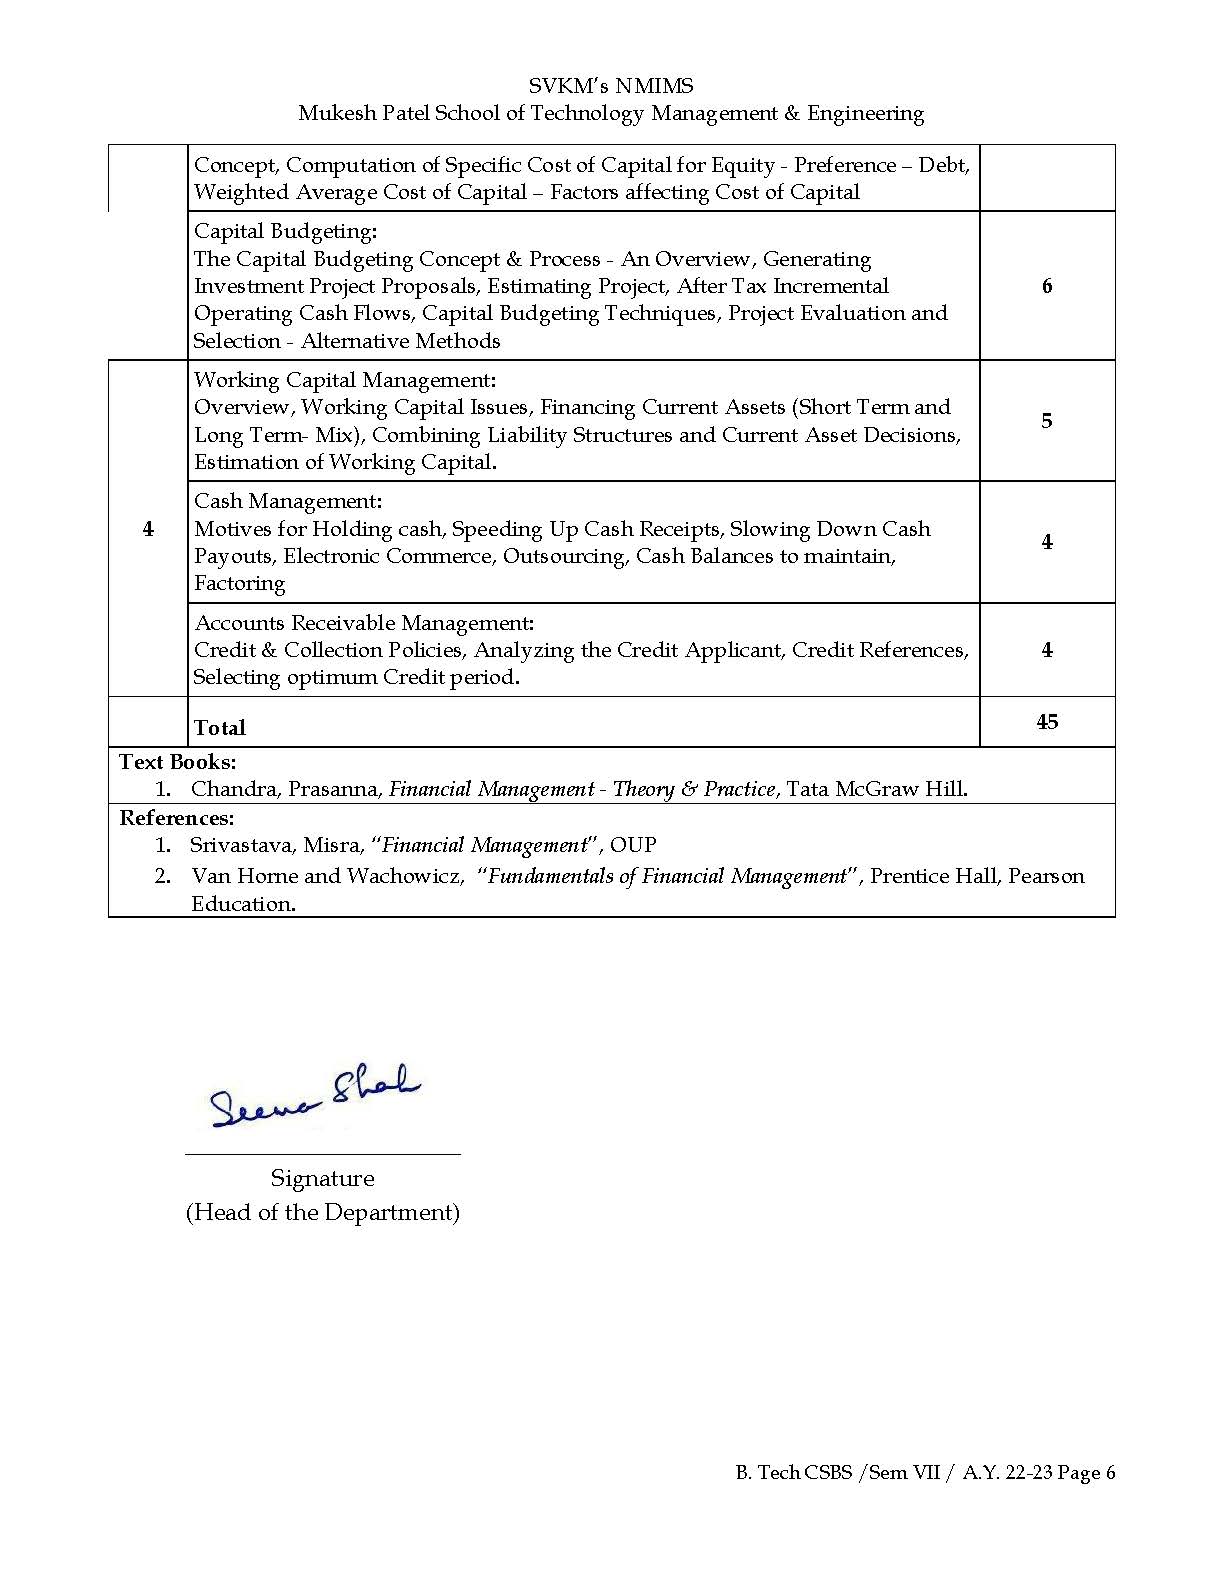 SVKM’s NMIMS
Mukesh Patel School of Technology Management & Engineering
Concept, Computation of Specific Cost of Capital for Equity - Preference – Debt,
Weighted Average Cost of Capital – Factors affecting Cost of Capital
Capital Budgeting:
The Capital Budgeting Concept & Process - An Overview, Generating
Investment Project Proposals, Estimating Project, After Tax Incremental
Operating Cash Flows, Capital Budgeting Techniques, Project Evaluation and
Selection - Alternative Methods
6
Working Capital Management:
Overview, Working Capital Issues, Financing Current Assets (Short Term and
Long Term- Mix), Combining Liability Structures and Current Asset Decisions,
Estimation of Working Capital.
5
4
Cash Management:
Motives for Holding cash, Speeding Up Cash Receipts, Slowing Down Cash
Payouts, Electronic Commerce, Outsourcing, Cash Balances to maintain,
Factoring
4
Accounts Receivable Management:
Credit & Collection Policies, Analyzing the Credit Applicant, Credit References,
Selecting optimum Credit period.
4
Total
45
Text Books:
1. Chandra, Prasanna, Financial Management - Theory & Practice, Tata McGraw Hill.
References:
1. Srivastava, Misra, “Financial Management”, OUP
2. Van Horne and Wachowicz, “Fundamentals of Financial Management”, Prentice Hall, Pearson
Education.
Seema Shah
Signature
(Head of the Department)
B. Tech CSBS /Sem VII / A.Y. 22-23 Page 6